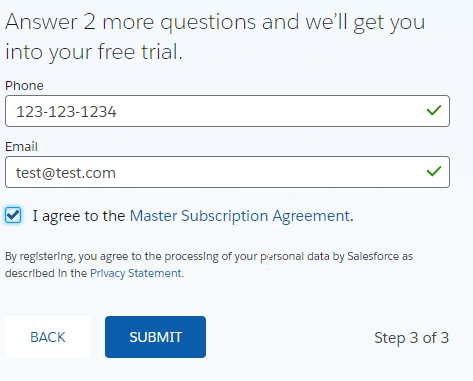 Answer 2 more questions and we'll get you
into your free trial.
Phone
123-123-1234
Email
test@test.com
I agree to the Master Subscription Agreement.
By registering, you agree to the processing of your personal data by Salesforce as
described in the Privacy Statement.
BACK
SUBMIT
Step 3 of 3